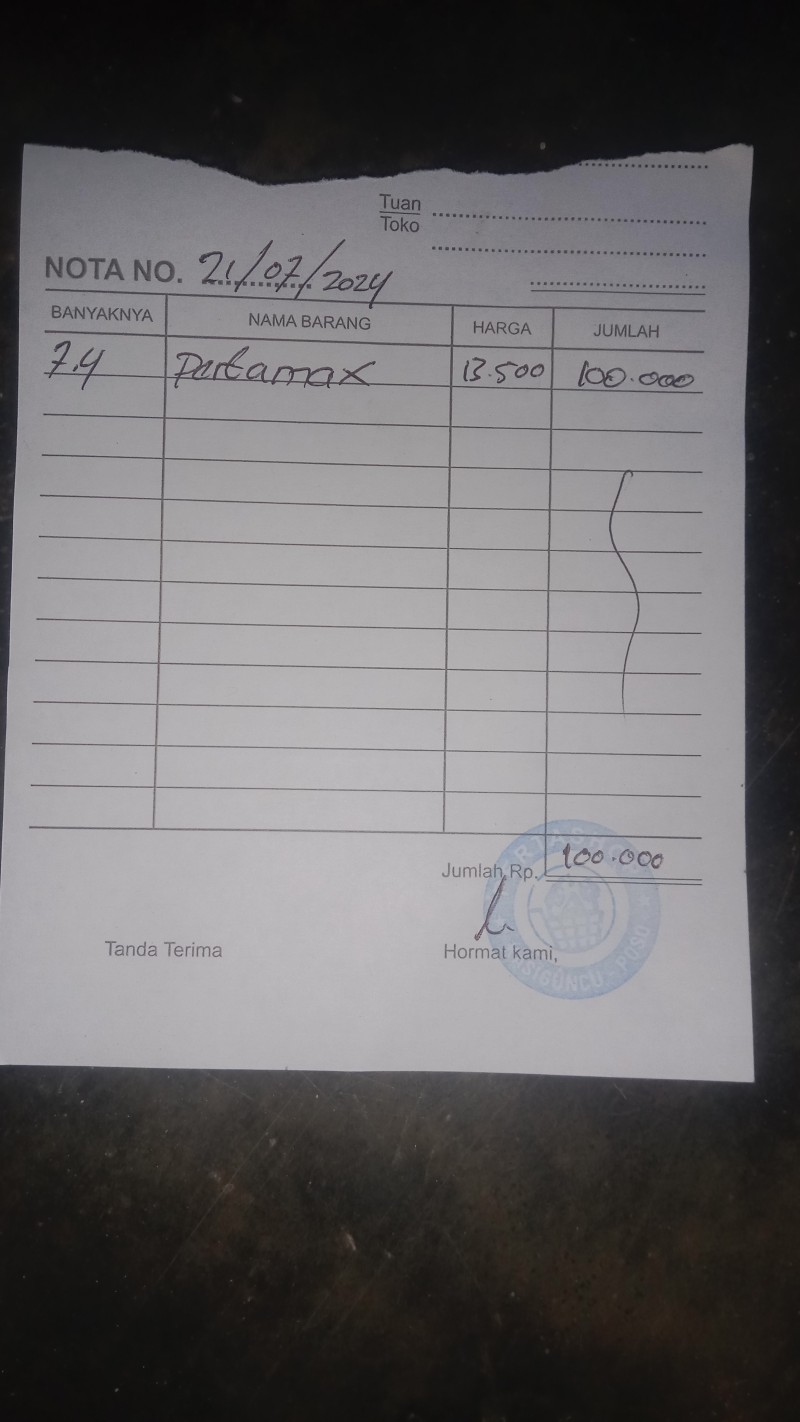 Tuan
Toko
NOTA NO. 21/07/2024
BANYAKNYA NAMA BARANG HARGA JUMLAH
7.4 Pertamax 13.500 100.000
Jumlah Rp. 100.000
Tanda Terima Hormat kami,
POSO